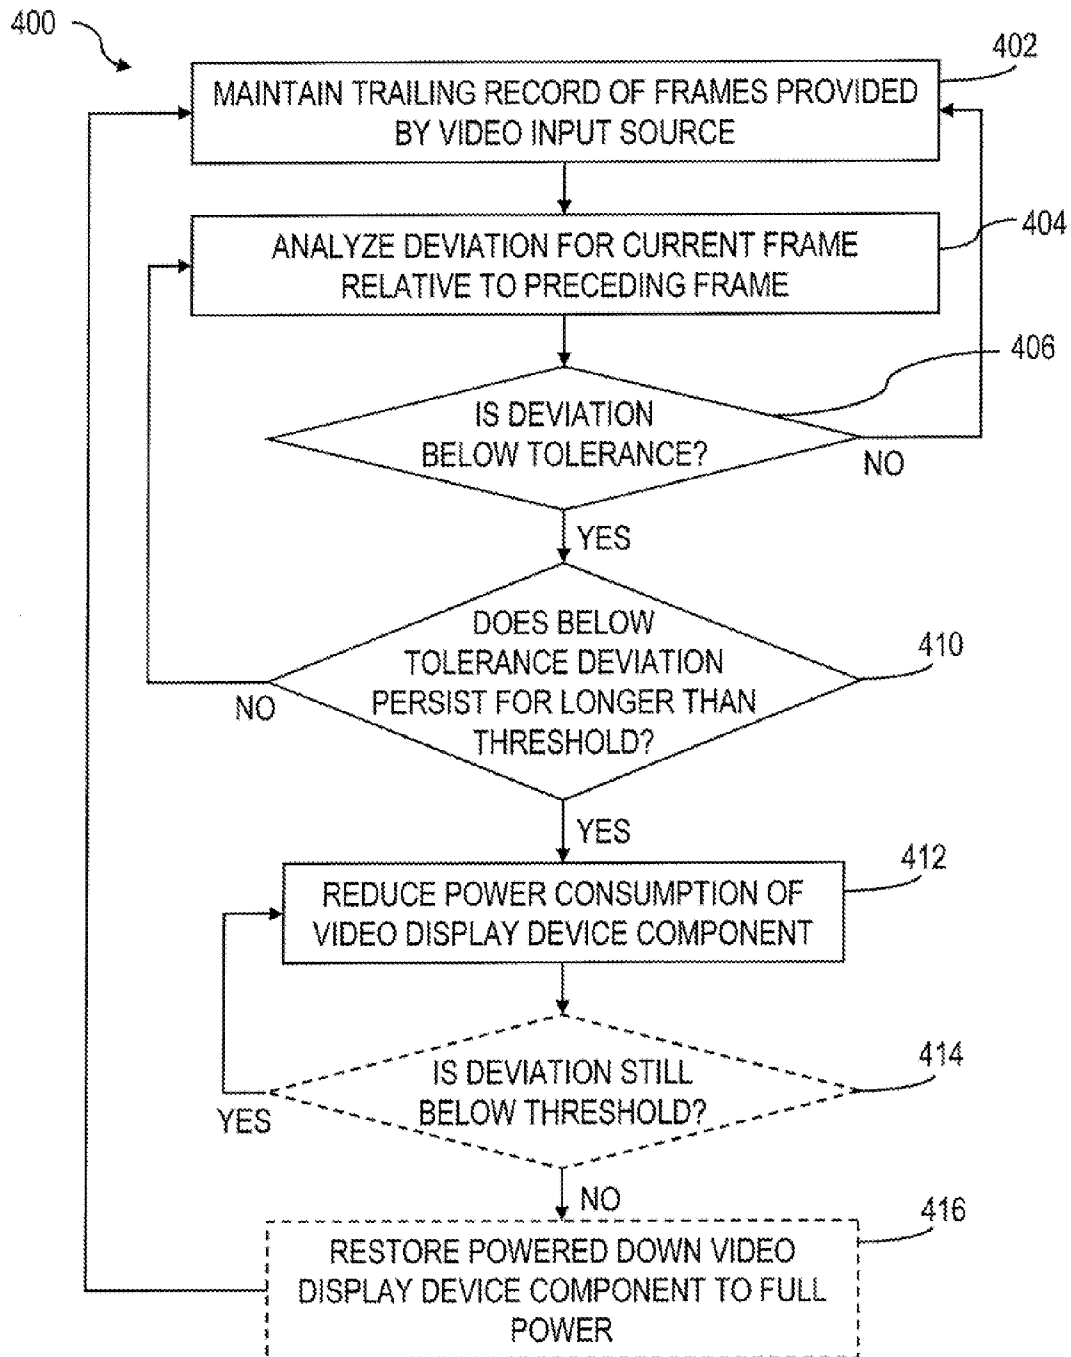 400
402
MAINTAIN TRAILING RECORD OF FRAMES PROVIDED
BY VIDEO INPUT SOURCE
404
ANALYZE DEVIATION FOR CURRENT FRAME
RELATIVE TO PRECEDING FRAME
406
IS DEVIATION
BELOW TOLERANCE?
NO
YES
DOES BELOW
TOLERANCE DEVIATION
PERSIST FOR LONGER THAN
THRESHOLD?
410
NO
YES
412
REDUCE POWER CONSUMPTION OF
VIDEO DISPLAY DEVICE COMPONENT
414
IS DEVIATION STILL
BELOW THRESHOLD?
YES
NO
416
RESTORE POWERED DOWN VIDEO
DISPLAY DEVICE COMPONENT TO FULL
POWER